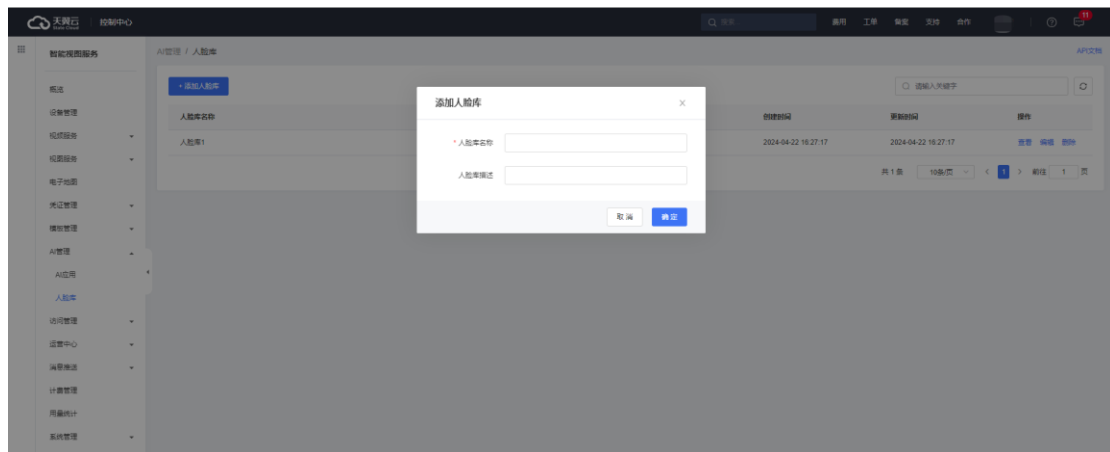 天翼云 控制中心 搜索 费用 工单 备案 支持 合作 11
智能视图服务 AI管理 / 人脸库 API文档
概览
+ 添加人脸库 请输入关键字
添加人脸库
设备管理
人脸库名称 创建时间 更新时间 操作
视频服务
* 人脸库名称
人脸库1 2024-04-22 16:27:17 2024-04-22 16:27:17 查看 编辑 删除
视图服务
人脸库描述
共 1 条 10条/页 1 前往 1 页
电子地图
凭证管理
取 消 确 定
模板管理
AI管理
AI应用
人脸库
访问管理
运营中心
消息推送
计费管理
用量统计
系统管理